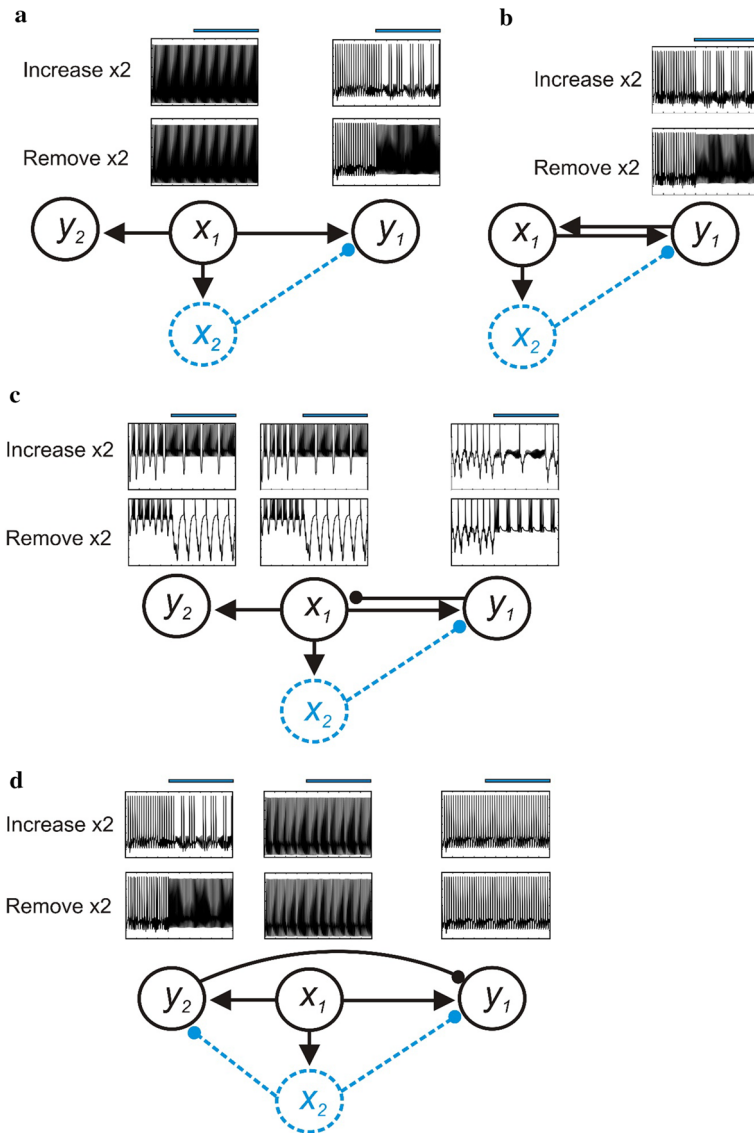 a
Increase x2
Remove x2
y2 x1 y1
x2
b
Increase x2
Remove x2
x1 y1
x2
c
Increase x2
Remove x2
y2 x1 y1
x2
d
Increase x2
Remove x2
y2 x1 y1
x2